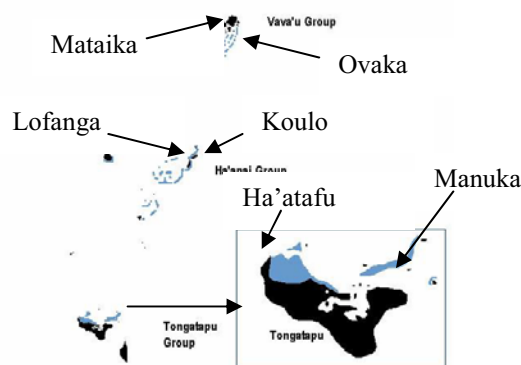 Vava'u Group
Mataika
Ovaka
Lofanga
Koulo
Ha'apai Group
Manuka
Ha’atafu
Tongatapu
Group
Tongatapu